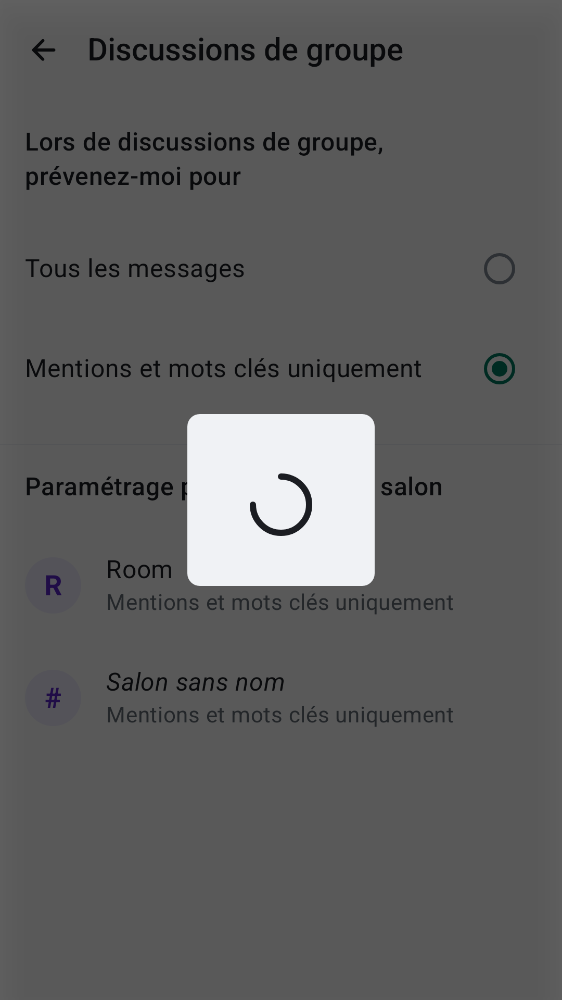 Discussions de groupe
Lors de discussions de groupe,
prévenez-moi pour
Tous les messages
Mentions et mots clés uniquement
Paramétrage salon
R
Room
Mentions et mots clés uniquement
#
Salon sans nom
Mentions et mots clés uniquement